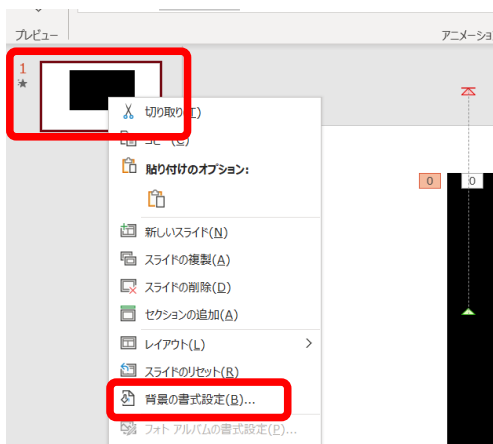 プレビュー
アニメーショ
1
切り取り(T)
コピー(C)
貼り付けのオプション:
0
0
新しいスライド(N)
スライドの複製(A)
スライドの削除(D)
セクションの追加(A)
レイアウト(L)
スライドのリセット(R)
背景の書式設定(B)...
フォト アルバムの書式設定(P)...